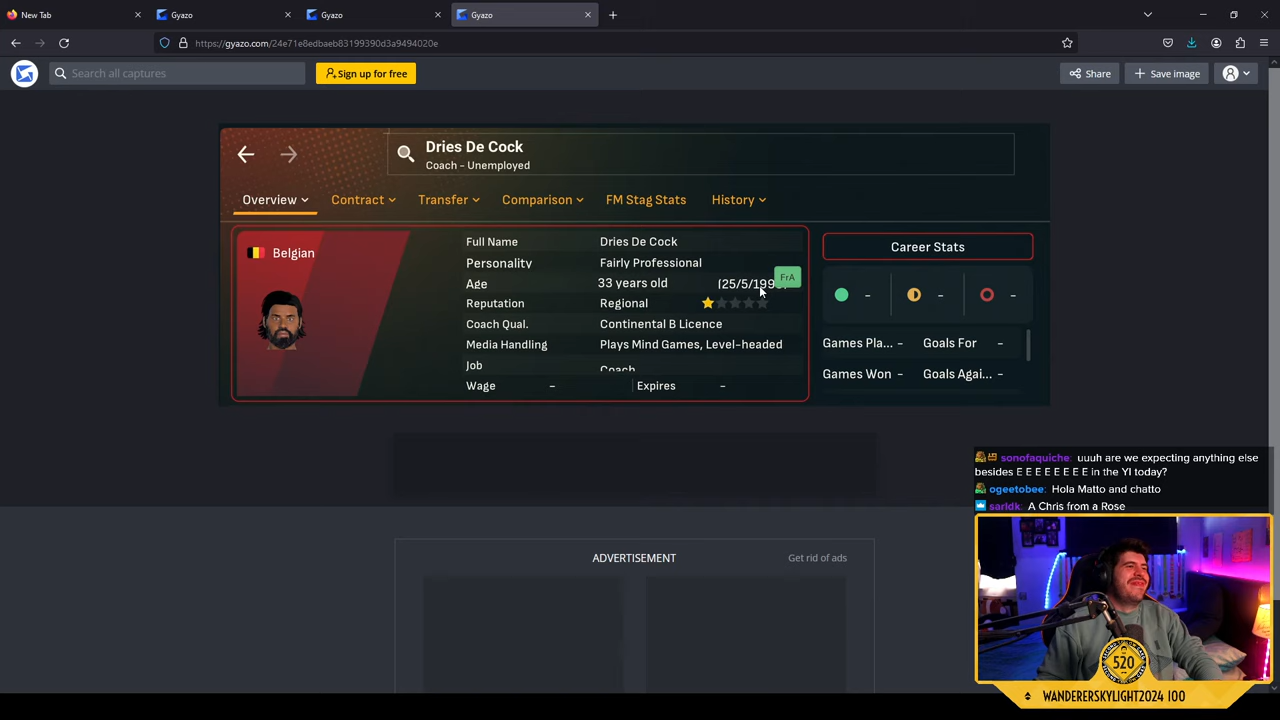 New Tab
Gyazo
Gyazo
Gyazo
https://gyazo.com/24e71e8edbaeb83199390d3a9494020e
Search all captures
Sign up for free
Share
Save image
Dries De Cock
Coach - Unemployed
Overview
Contract
Transfer
Comparison
FM Stag Stats
History
Belgian
Full Name Dries De Cock
Personality Fairly Professional
Age 33 years old
FrA
Reputation Regional
Coach Qual. Continental B Licence
Media Handling Plays Mind Games, Level-headed
Job Coach
Wage - Expires -
Career Stats
- - -
Games Pla... - Goals For -
Games Won - Goals Agai... -
sonofaquiche: uuuh are we expecting anything else
besides E E E E E E E E in the YI today?
ogeetobee: Hola Matto and chatto
sarldk: A Chris from a Rose
ADVERTISEMENT
Get rid of ads
520
WANDERERSKYLIGHT2024 100